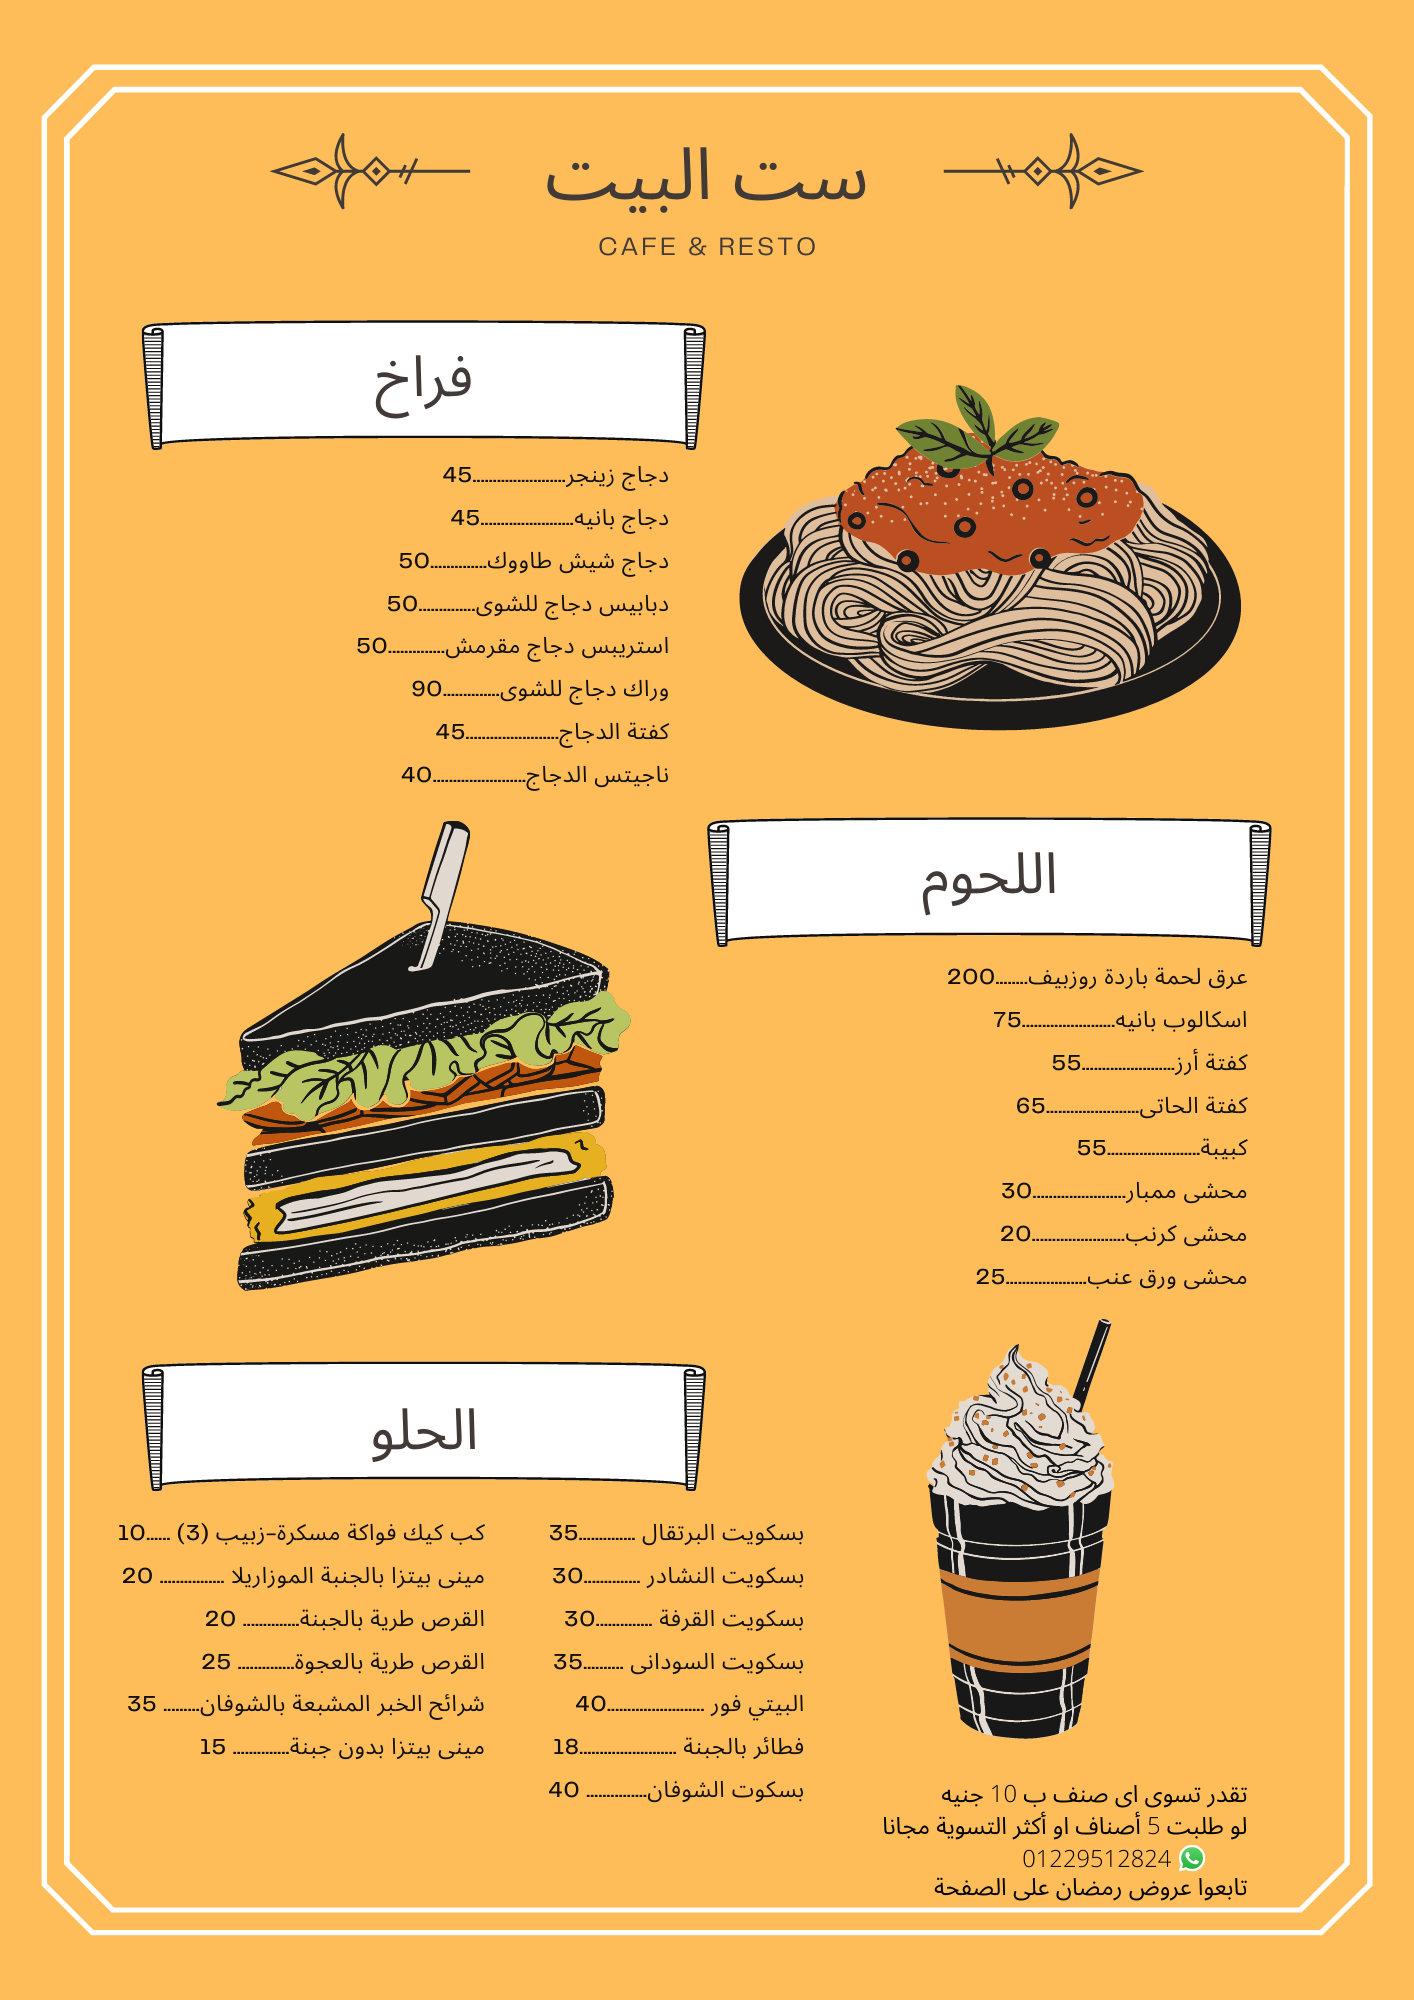 ست البيت
CAFE & RESTO
فراخ
دجاج زينجر.......................45
دجاج بانيه.......................45
دجاج شيش طاووك..............50
دبابيس دجاج للشوى..............50
استريبس دجاج مقرمش..............50
وراك دجاج للشوى..............90
كفتة الدجاج.......................45
ناجيتس الدجاج.......................40
اللحوم
عرق لحمة باردة روزبيف........200
اسكالوب بانيه.......................75
كفتة أرز.......................55
كفتة الحاتى.......................65
كبيبة.......................55
محشى ممبار.......................30
محشى كرنب.......................20
محشى ورق عنب....................25
الحلو
بسكويت البرتقال ..............35
بسكويت النشادر ..............30
بسكويت القرفة ..............30
بسكويت السودانى ..........35
البيتي فور ........................40
فطائر بالجبنة ........................18
بسكوت الشوفان............... 40
كب كيك فواكة مسكرة-زبيب (3) ......10
مينى بيتزا بالجنبة الموزاريلا ................ 20
القرص طرية بالجبنة.............. 20
القرص طرية بالعجوة.............. 25
شرائح الخبر المشبعة بالشوفان......... 35
مينى بيتزا بدون جبنة.............. 15
تقدر تسوى اى صنف ب 10 جنيه
لو طلبت 5 أصناف او أكثر التسوية مجانا
01229512824
تابعوا عروض رمضان على الصفحة